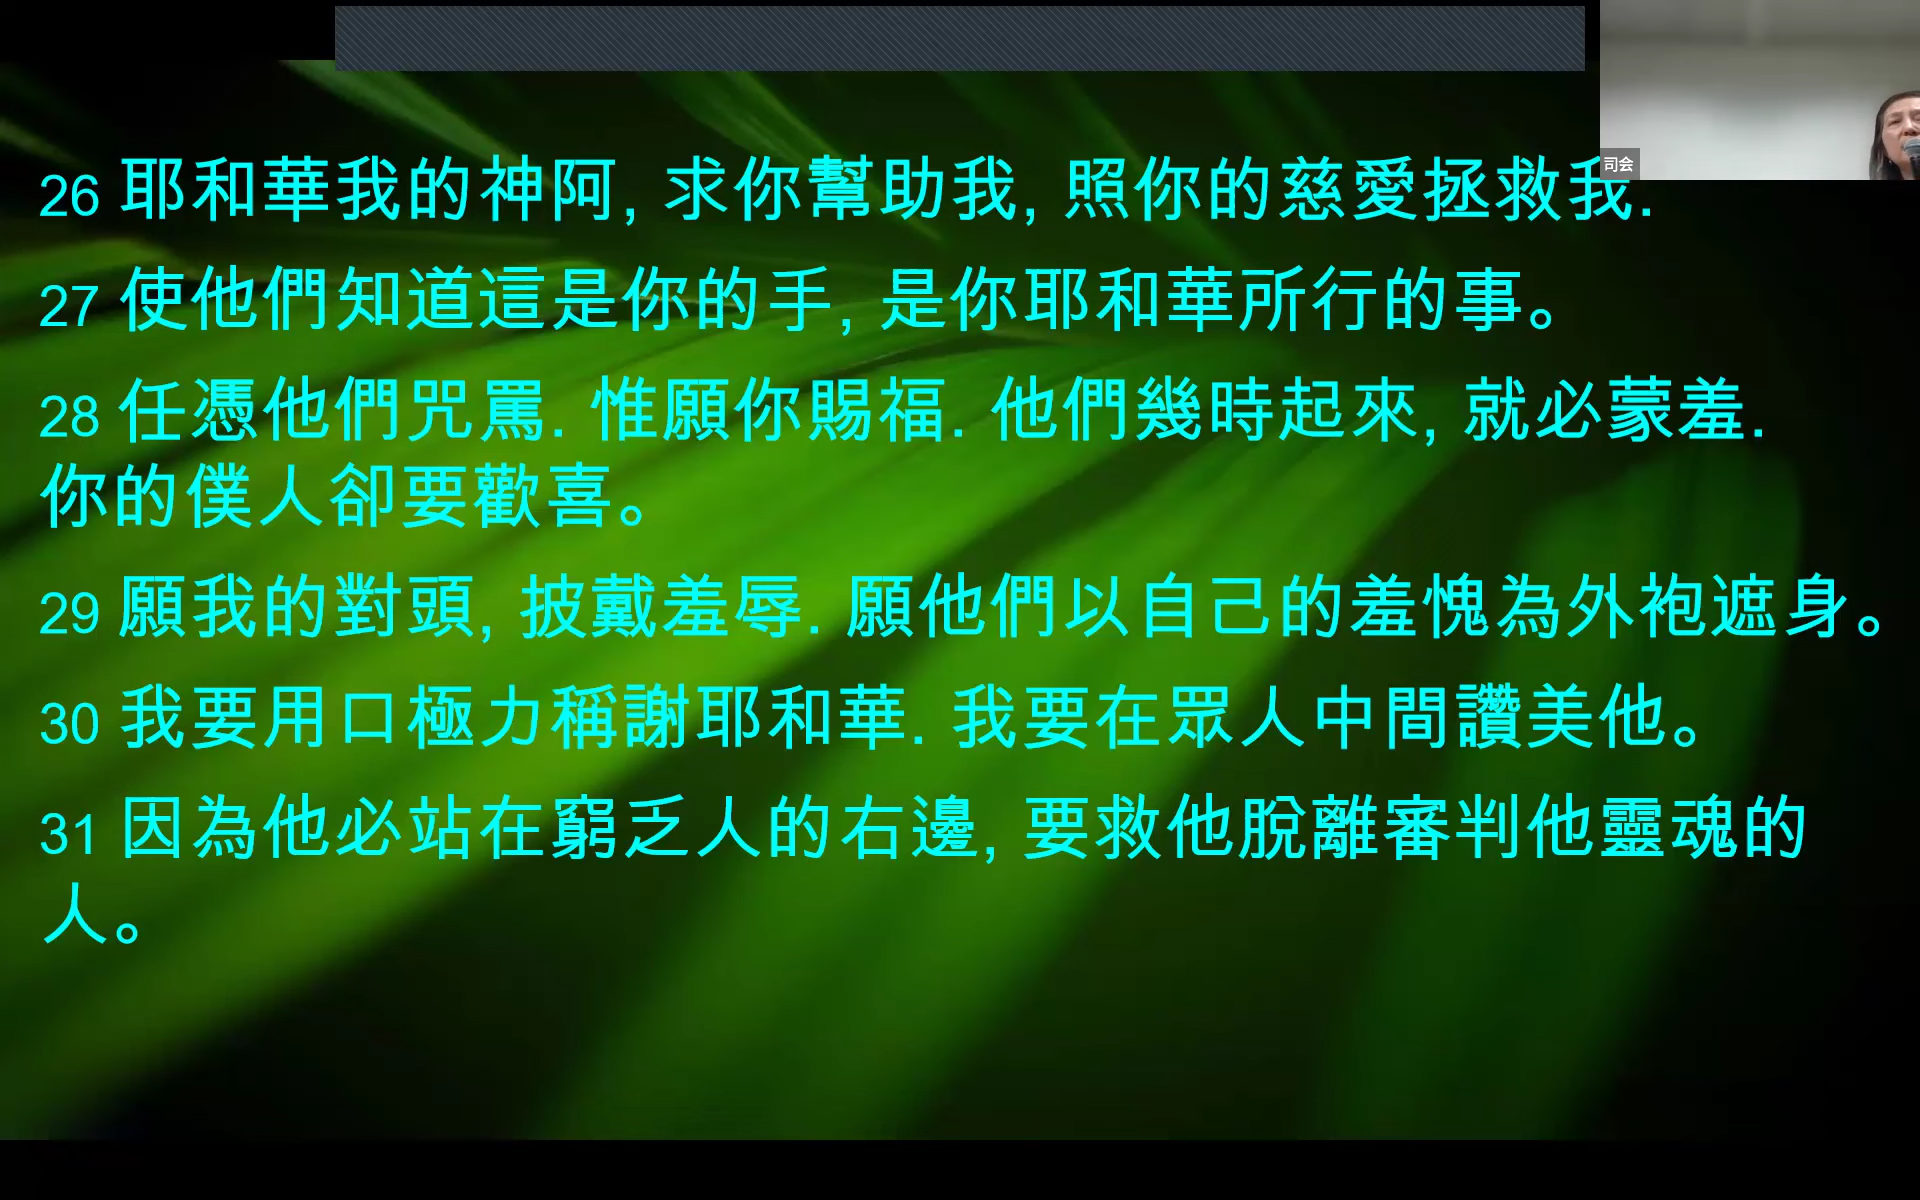 司会
26 耶和華我的神阿, 求你幫助我, 照你的慈愛拯救我.
27 使他們知道這是你的手, 是你耶和華所行的事。
28 任憑他們咒罵. 惟願你賜福. 他們幾時起來, 就必蒙羞.
你的僕人卻要歡喜。
29 願我的對頭, 披戴羞辱. 願他們以自己的羞愧為外袍遮身。
30 我要用口極力稱謝耶和華. 我要在眾人中間讚美他。
31 因為他必站在窮乏人的右邊, 要救他脫離審判他靈魂的
人。